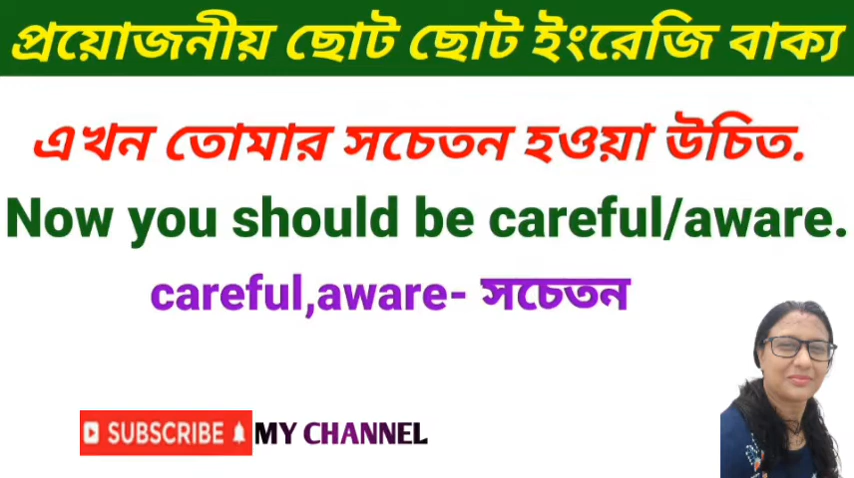 প্রয়োজনীয় ছোট ছোট ইংরেজি বাক্য
এখন তোমার সচেতন হওয়া উচিত.
Now you should be careful/aware.
careful,aware- সচেতন
SUBSCRIBE MY CHANNEL